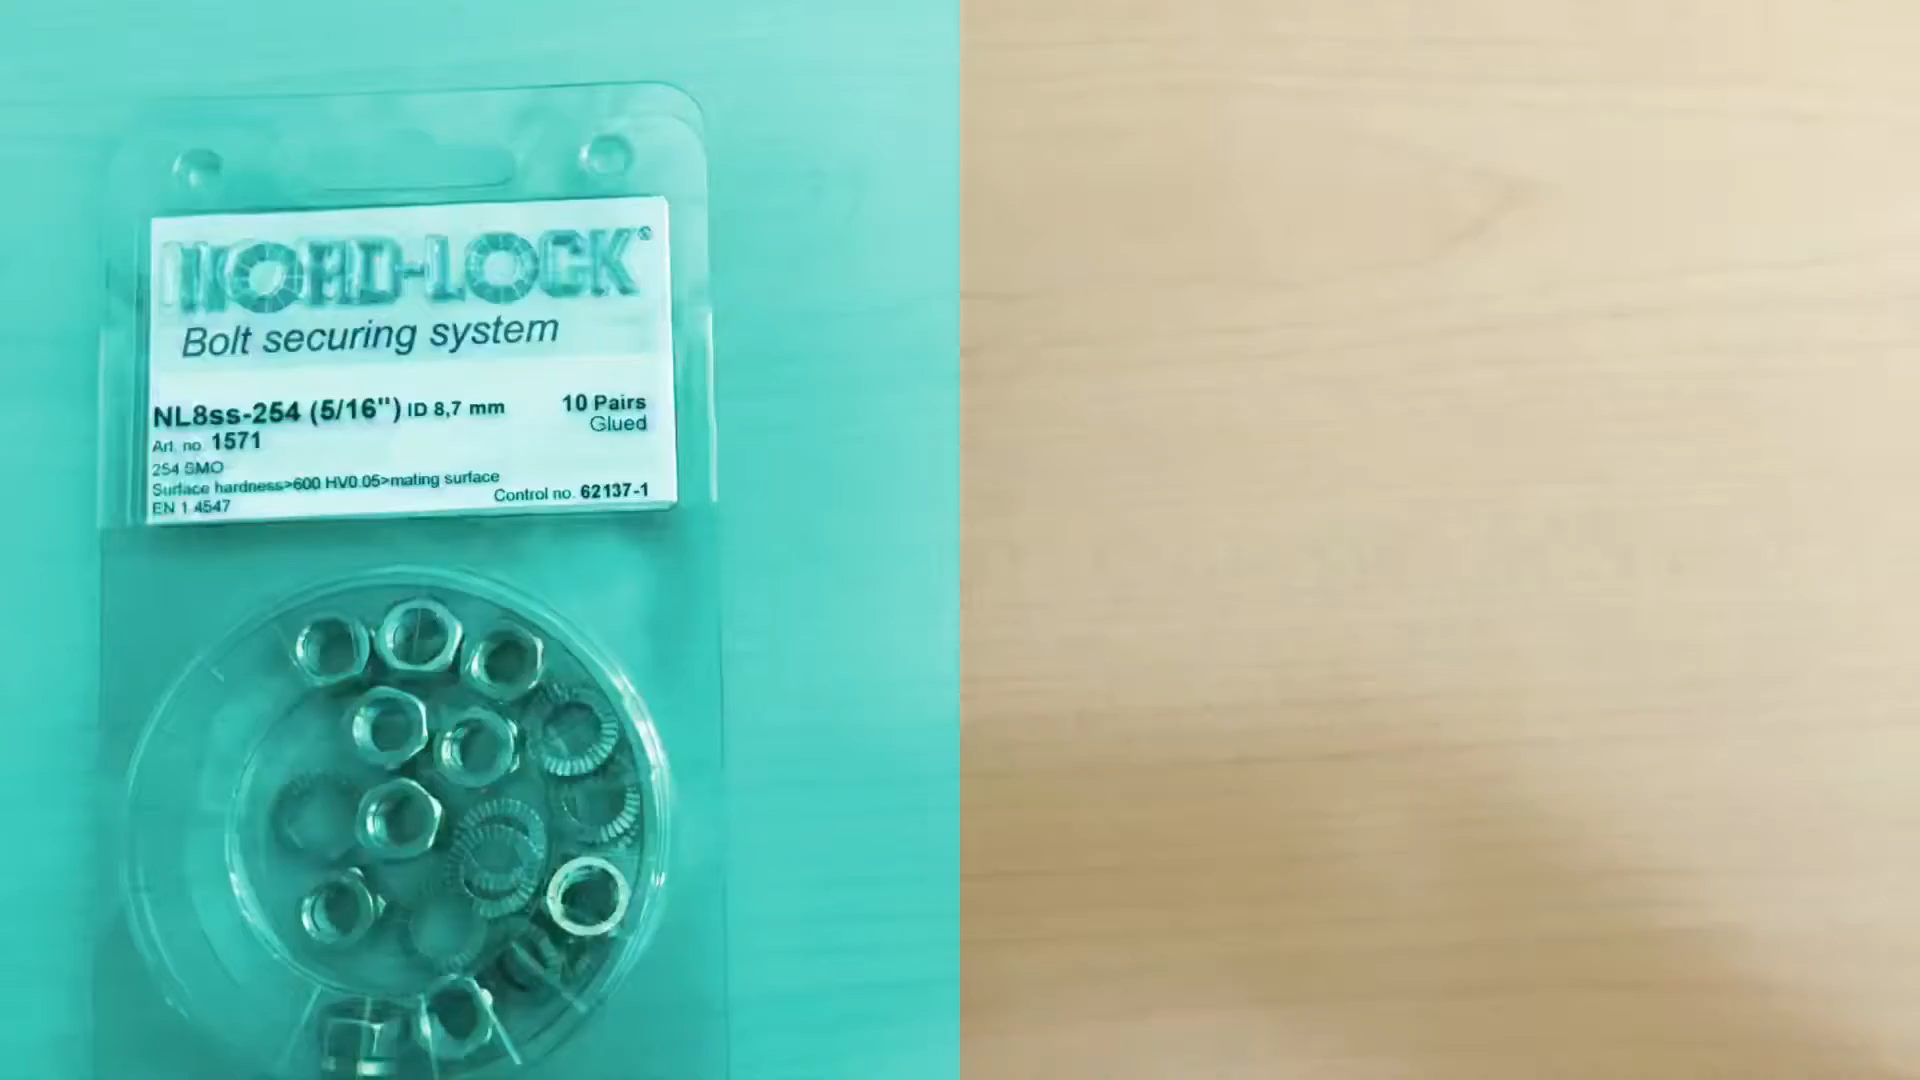 NORD-LOCK®
Bolt securing system
NL8ss-254 (5/16") ID 8,7 mm 10 Pairs
Glued
Art. no. 1571
254 SMO
Surface hardness>600 HV0.05>mating surface
Control no. 62137-1
EN 1.4547